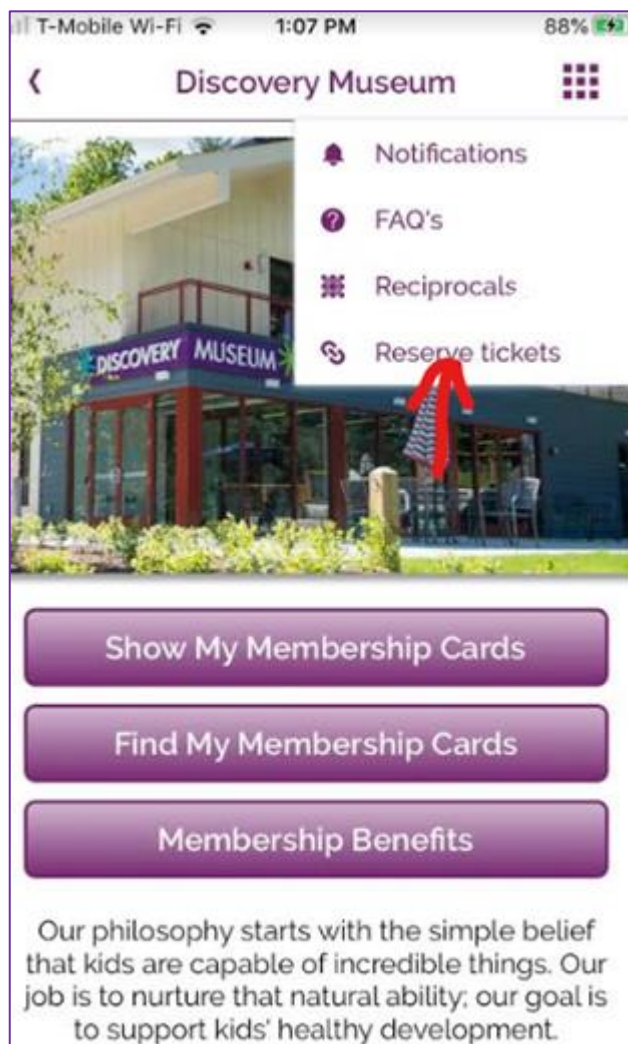 T-Mobile Wi-Fi 1:07 PM 88%
Discovery Museum
Notifications
FAQ's
Reciprocals
Reserve tickets
DISCOVERY MUSEUM
Show My Membership Cards
Find My Membership Cards
Membership Benefits
Our philosophy starts with the simple belief
that kids are capable of incredible things. Our
job is to nurture that natural ability; our goal is
to support kids' healthy development.